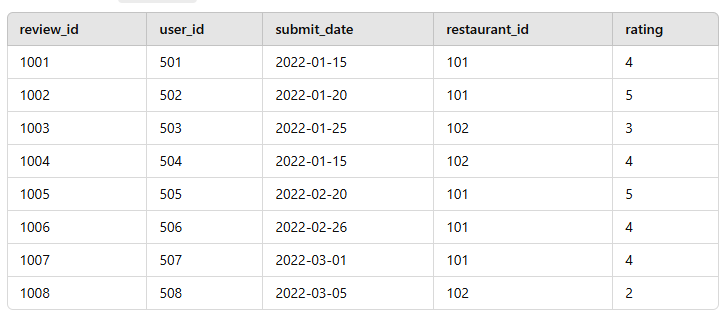 review_id user_id submit_date restaurant_id rating
1001 501 2022-01-15 101 4
1002 502 2022-01-20 101 5
1003 503 2022-01-25 102 3
1004 504 2022-01-15 102 4
1005 505 2022-02-20 101 5
1006 506 2022-02-26 101 4
1007 507 2022-03-01 101 4
1008 508 2022-03-05 102 2